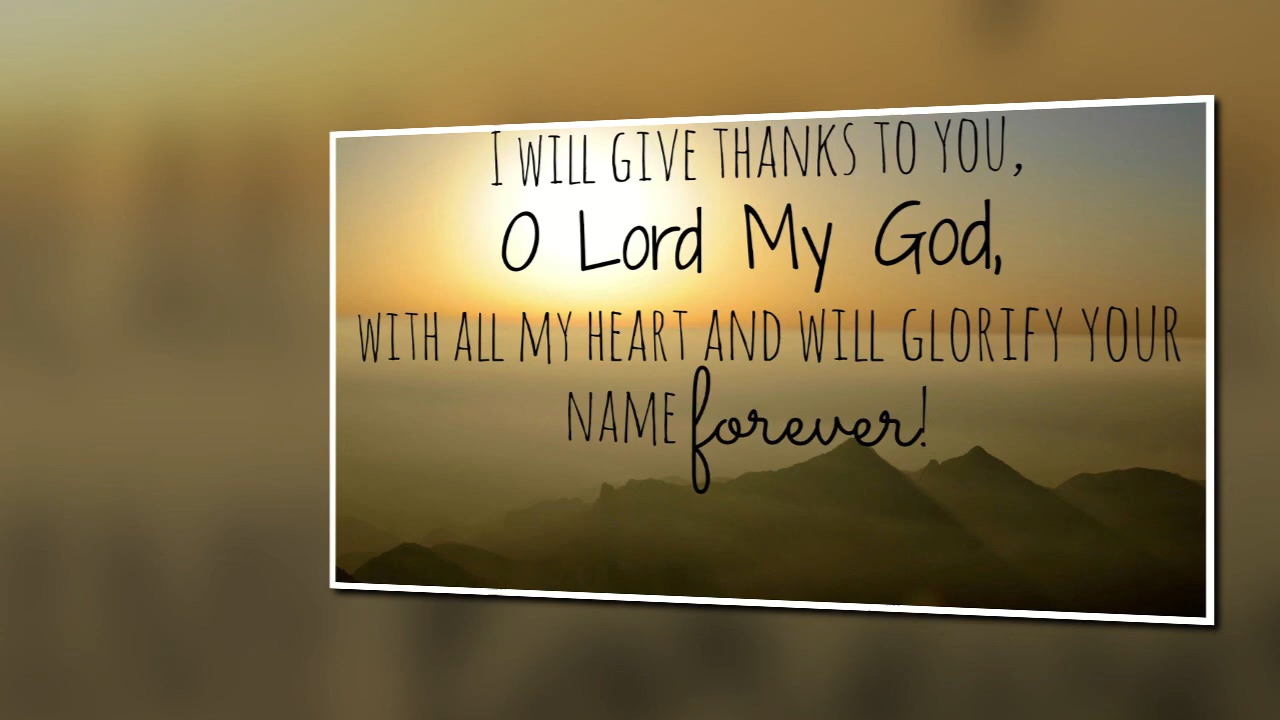 I WILL GIVE THANKS TO YOU,
O Lord My God,
WITH ALL MY HEART AND WILL GLORIFY YOUR
NAME forever!